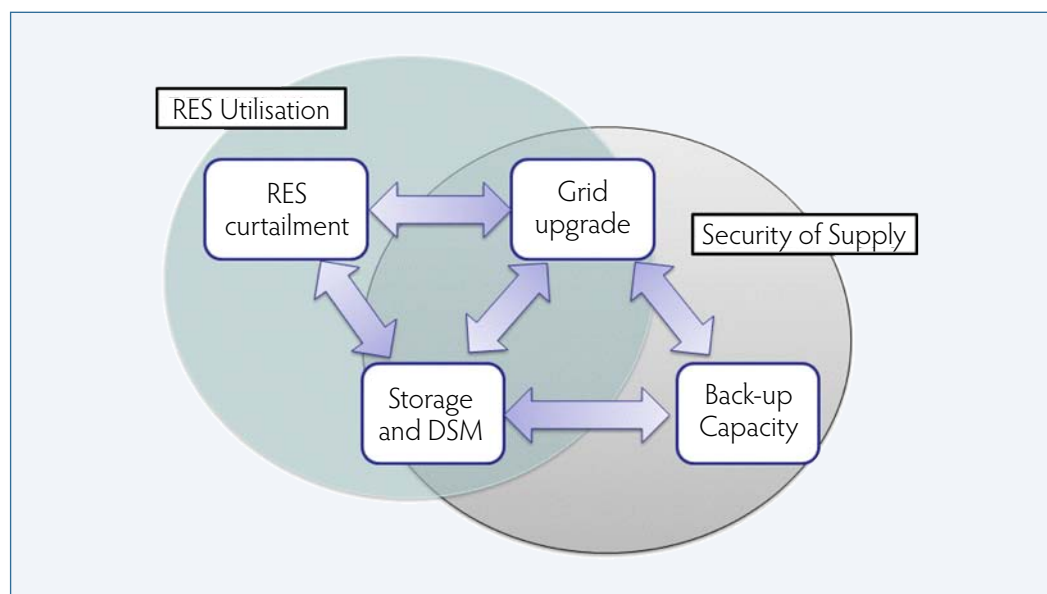 RES Utilisation
RES
curtailment
Grid
upgrade
Security of Supply
Storage
and DSM
Back-up
Capacity